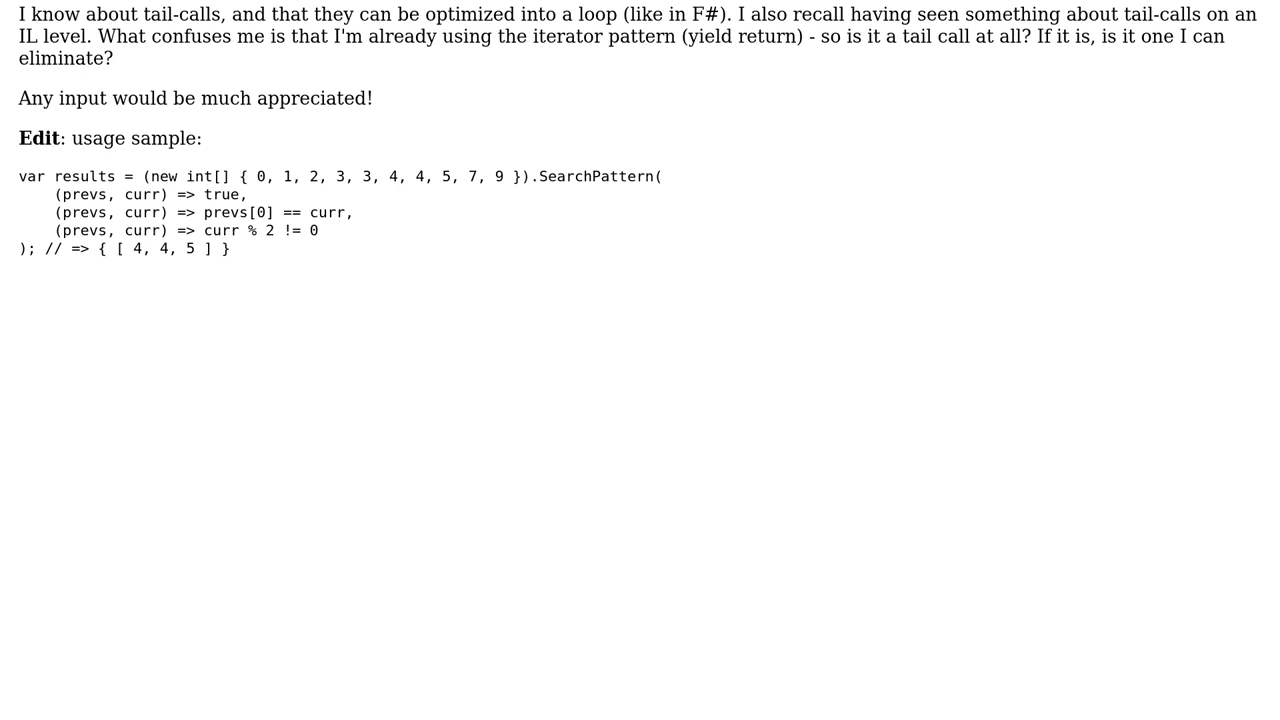 I know about tail-calls, and that they can be optimized into a loop (like in F#). I also recall having seen something about tail-calls on an
IL level. What confuses me is that I'm already using the iterator pattern (yield return) - so is it a tail call at all? If it is, is it one I can
eliminate?
Any input would be much appreciated!
Edit: usage sample:
var results = (new int[] { 0, 1, 2, 3, 3, 4, 4, 5, 7, 9 }).SearchPattern(
    (prevs, curr) => true,
    (prevs, curr) => prevs[0] == curr,
    (prevs, curr) => curr % 2 != 0
); // => { [ 4, 4, 5 ] }